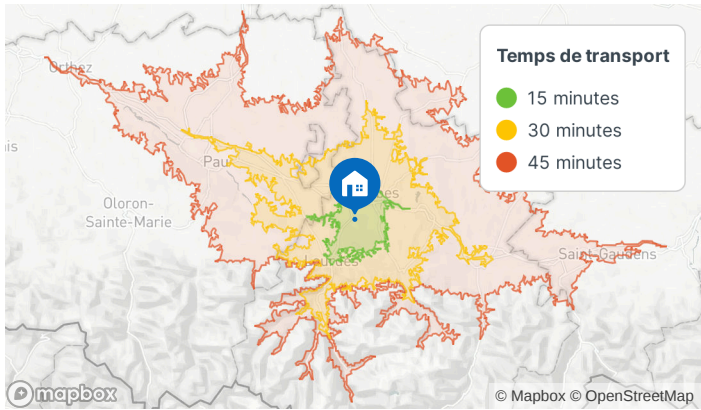 Temps de transport
15 minutes
30 minutes
45 minutes
Orthez
Pau
Oloron-
Sainte-Marie
Lourdes
Saint-Gaudens
mapbox
© Mapbox © OpenStreetMap